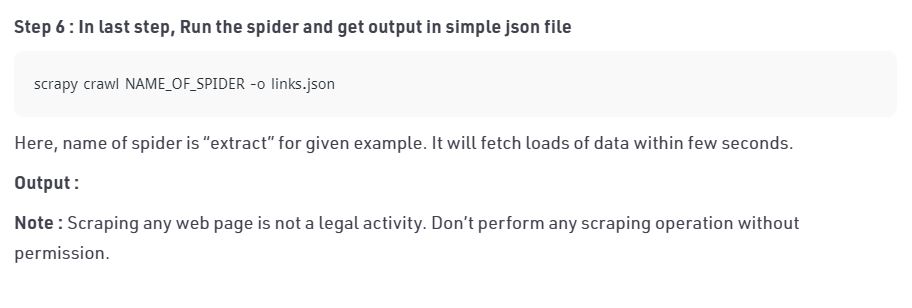 Step 6 : In last step, Run the spider and get output in simple json file
scrapy crawl NAME_OF_SPIDER -o links.json
Here, name of spider is “extract” for given example. It will fetch loads of data within few seconds.
Output :
Note : Scraping any web page is not a legal activity. Don’t perform any scraping operation without
permission.